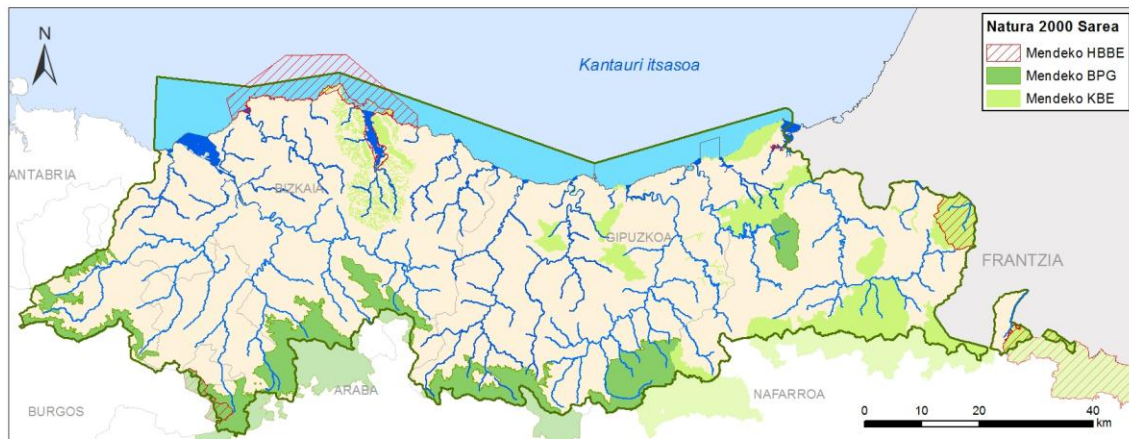 N
Kantauri itsasoa
Natura 2000 Sarea
Mendeko HBBE
Mendeko BPG
Mendeko KBE
ANTABRIA
BIZKAIA
GIPUZKOA
FRANTZIA
BURGOS
ARABA
NAFARROA
0 10 20 40
km